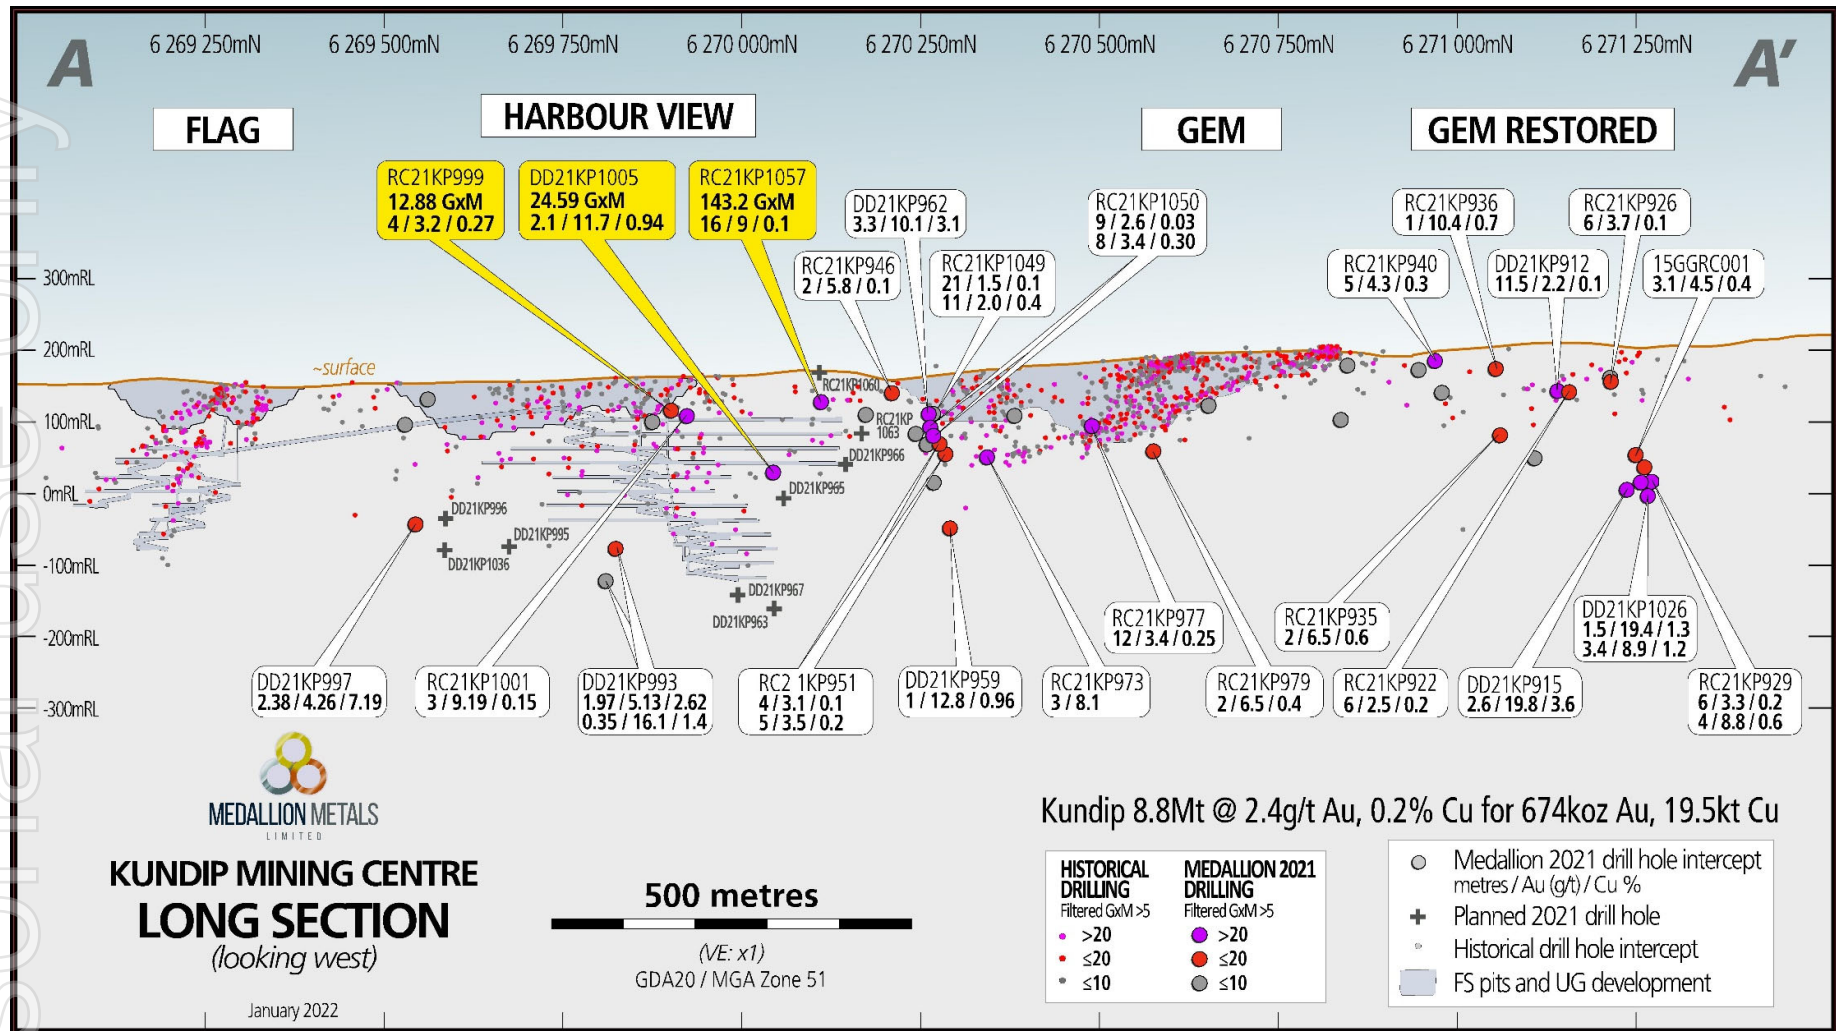 A
6 269 250mN
6 269 500mN
6 269 750mN
6 270 000mN
6 270 250mN
6 270 500mN
6 270 750mN
6 271 000mN
6 271 250mN
A'
FLAG
HARBOUR VIEW
GEM
GEM RESTORED
RC21KP999
12.88 GxM
4 / 3.2 / 0.27
DD21KP1005
24.59 GxM
2.1 / 11.7 / 0.94
RC21KP1057
143.2 GxM
16 / 9 / 0.1
DD21KP962
3.3 / 10.1 / 3.1
RC21KP1050
9 / 2.6 / 0.03
8 / 3.4 / 0.30
RC21KP936
1 / 10.4 / 0.7
RC21KP926
6 / 3.7 / 0.1
RC21KP946
2 / 5.8 / 0.1
RC21KP1049
21 / 1.5 / 0.1
11 / 2.0 / 0.4
RC21KP940
5 / 4.3 / 0.3
DD21KP912
11.5 / 2.2 / 0.1
15GGRC001
3.1 / 4.5 / 0.4
300mRL
200mRL
100mRL
0mRL
-100mRL
-200mRL
-300mRL
~surface
RC21KP1060
RC21KP
1063
DD21KP966
DD21KP965
DD21KP996
DD21KP995
DD21KP1036
DD21KP967
DD21KP963
RC21KP977
12 / 3.4 / 0.25
RC21KP935
2 / 6.5 / 0.6
DD21KP1026
1.5 / 19.4 / 1.3
3.4 / 8.9 / 1.2
DD21KP997
2.38 / 4.26 / 7.19
RC21KP1001
3 / 9.19 / 0.15
DD21KP993
1.97 / 5.13 / 2.62
0.35 / 16.1 / 1.4
RC2 1KP951
4 / 3.1 / 0.1
5 / 3.5 / 0.2
DD21KP959
1 / 12.8 / 0.96
RC21KP973
3 / 8.1
RC21KP979
2 / 6.5 / 0.4
RC21KP922
6 / 2.5 / 0.2
DD21KP915
2.6 / 19.8 / 3.6
RC21KP929
6 / 3.3 / 0.2
4 / 8.8 / 0.6
MEDALLION METALS
LIMITED
KUNDIP MINING CENTRE
LONG SECTION
(looking west)
January 2022
500 metres
(VE: x1)
GDA20 / MGA Zone 51
Kundip 8.8Mt @ 2.4g/t Au, 0.2% Cu for 674koz Au, 19.5kt Cu
HISTORICAL
DRILLING
Filtered GxM >5
>20
≤20
≤10
MEDALLION 2021
DRILLING
Filtered GxM >5
>20
≤20
≤10
Medallion 2021 drill hole intercept
metres / Au (g/t) / Cu %
Planned 2021 drill hole
Historical drill hole intercept
FS pits and UG development